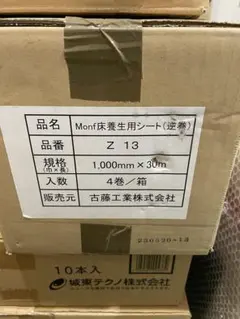 品名 Monf床養生用シート(逆巻)
品番 Z 13
規格 (巾×長) 1,000mm×30m
入数 4巻/箱
販売元 古藤工業株式会社
230520-13
10本入
城東テクノ株式会社